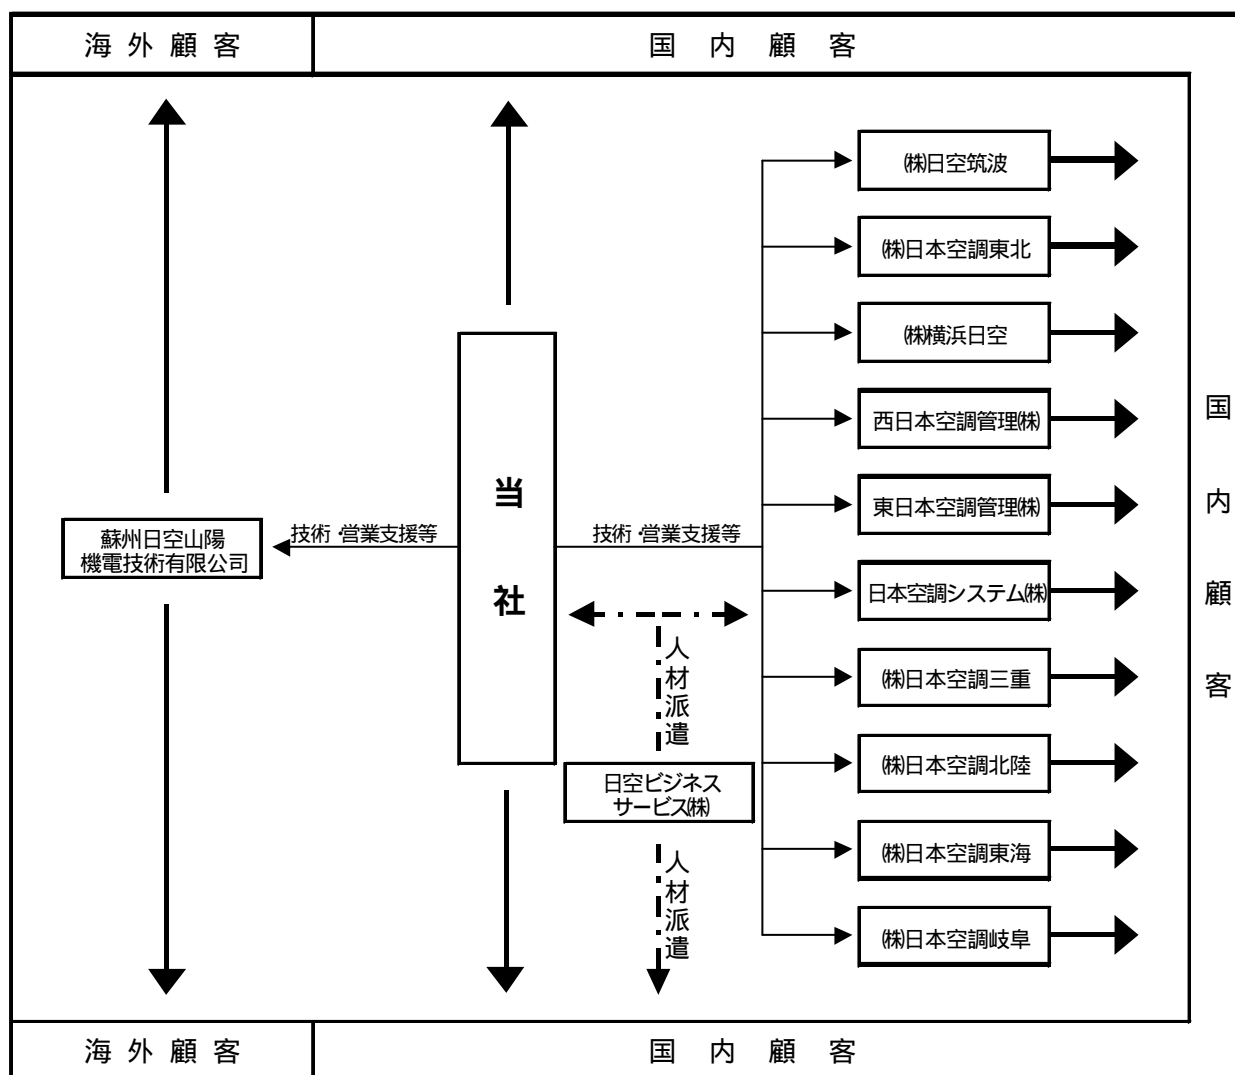 海外顧客
国内顧客
㈱日空筑波
㈱日本空調東北
㈱横浜日空
西日本空調管理㈱
東日本空調管理㈱
日本空調システム㈱
㈱日本空調三重
㈱日本空調北陸
㈱日本空調東海
㈱日本空調岐阜
国内顧客
当社
技術・営業支援等
技術・営業支援等
蘇州日空山陽
機電技術有限公司
人材派遣
日空ビジネス
サービス㈱
人材派遣
海外顧客
国内顧客